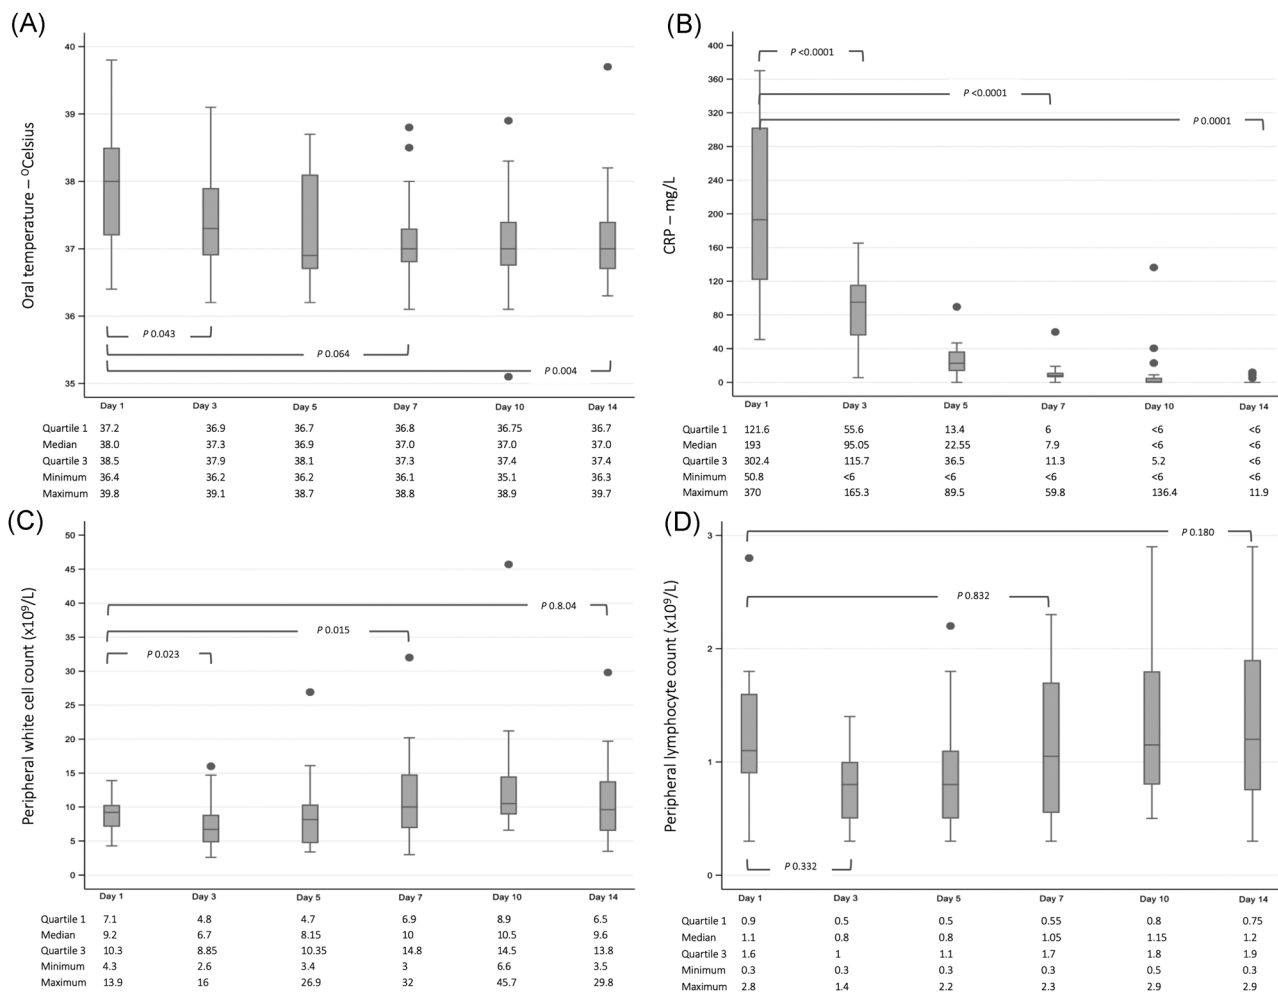 (A)
Oral temperature – ⁰Celsius
40
39
38
37
36
35
P 0.043
P 0.064
P 0.004
Day 1 Day 3 Day 5 Day 7 Day 10 Day 14
Quartile 1 37.2 36.9 36.7 36.8 36.75 36.7
Median 38.0 37.3 36.9 37.0 37.0 37.0
Quartile 3 38.5 37.9 38.1 37.3 37.4 37.4
Minimum 36.4 36.2 36.2 36.1 35.1 36.3
Maximum 39.8 39.1 38.7 38.8 38.9 39.7
(B)
CRP – mg/L
400
360
320
280
240
200
160
120
80
40
0
P <0.0001
P <0.0001
P 0.0001
Day 1 Day 3 Day 5 Day 7 Day 10 Day 14
Quartile 1 121.6 55.6 13.4 6 <6 <6
Median 193 95.05 22.55 7.9 <6 <6
Quartile 3 302.4 115.7 36.5 11.3 5.2 <6
Minimum 50.8 <6 <6 <6 <6 <6
Maximum 370 165.3 89.5 59.8 136.4 11.9
(C)
Peripheral white cell count (x10⁹/L)
50
45
40
35
30
25
20
15
10
5
0
P 0.8.04
P 0.015
P 0.023
Day 1 Day 3 Day 5 Day 7 Day 10 Day 14
Quartile 1 7.1 4.8 4.7 6.9 8.9 6.5
Median 9.2 6.7 8.15 10 10.5 9.6
Quartile 3 10.3 8.85 10.35 14.8 14.5 13.8
Minimum 4.3 2.6 3.4 3 6.6 3.5
Maximum 13.9 16 26.9 32 45.7 29.8
(D)
Peripheral lymphocyte count (x10⁹/L)
3
2
1
0
P 0.180
P 0.832
P 0.332
Day 1 Day 3 Day 5 Day 7 Day 10 Day 14
Quartile 1 0.9 0.5 0.5 0.55 0.8 0.75
Median 1.1 0.8 0.8 1.05 1.15 1.2
Quartile 3 1.6 1 1.1 1.7 1.8 1.9
Minimum 0.3 0.3 0.3 0.3 0.5 0.3
Maximum 2.8 1.4 2.2 2.3 2.9 2.9